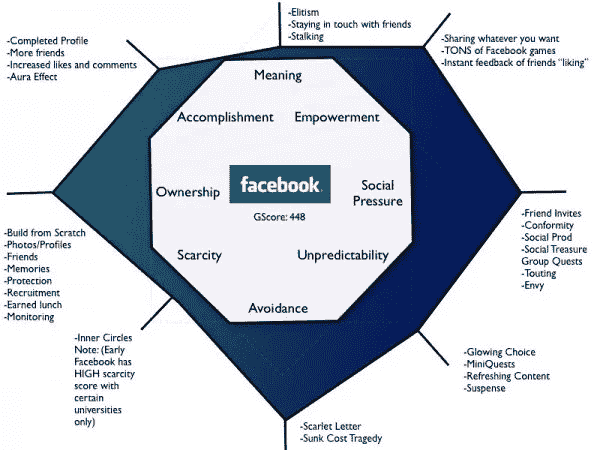 -Elitism
-Staying in touch with friends
-Stalking
-Completed Profile
-More friends
-Increased likes and comments
-Aura Effect
-Sharing whatever you want
-TONS of Facebook games
-Instant feedback of friends "liking"
Meaning
Accomplishment
Empowerment
Ownership
facebook
Social
Pressure
GScore: 448
Scarcity
Unpredictability
Avoidance
-Build from Scratch
-Photos/Profiles
-Friends
-Memories
-Protection
-Recruitment
-Earned lunch
-Monitoring
-Friend Invites
-Conformity
-Social Prod
-Social Treasure
Group Quests
-Touting
-Envy
-Inner Circles
Note: (Early
Facebook has
HIGH scarcity
score with
certain
universities
only)
-Glowing Choice
-MiniQuests
-Refreshing Content
-Suspense
-Scarlet Letter
-Sunk Cost Tragedy